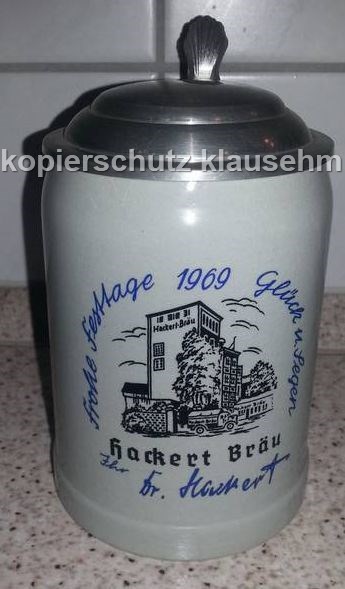 kopierschutz klausehm
Frohe Festtage 1969 Glück u. Segen
Hackert-Bräu
Hackert Bräu
Ihr Dr. Hackert